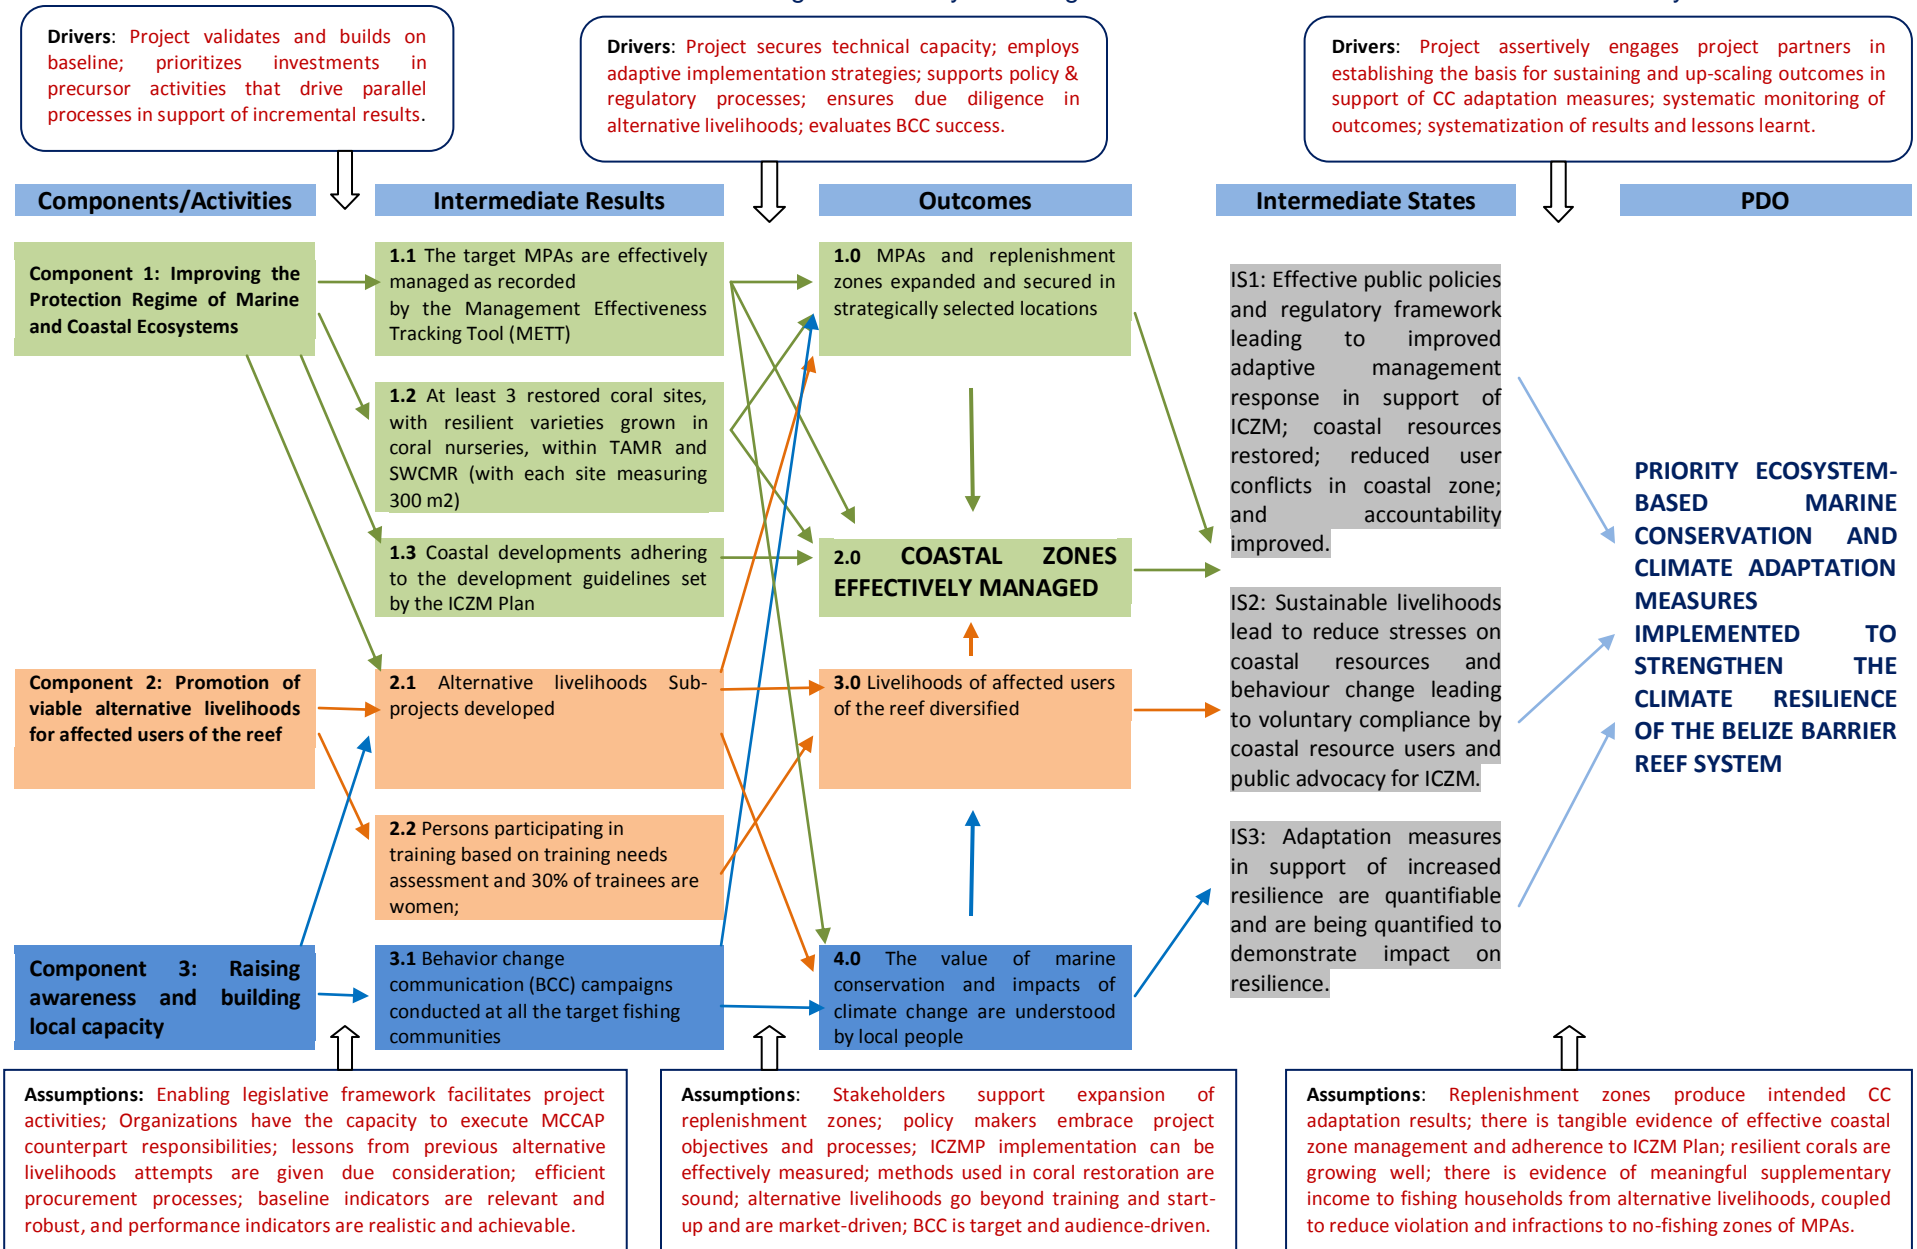 Drivers: Project validates and builds on
baseline; prioritizes investments in
precursor activities that drive parallel
processes in support of incremental results.
Drivers: Project secures technical capacity; employs
adaptive implementation strategies; supports policy &
regulatory processes; ensures due diligence in
alternative livelihoods; evaluates BCC success.
Drivers: Project assertively engages project partners in
establishing the basis for sustaining and up-scaling outcomes in
support of CC adaptation measures; systematic monitoring of
outcomes; systematization of results and lessons learnt.
Components/Activities
Intermediate Results
Outcomes
Intermediate States
PDO
Component 1: Improving the
Protection Regime of Marine
and Coastal Ecosystems
1.1 The target MPAs are effectively
managed as recorded
by the Management Effectiveness
Tracking Tool (METT)
1.2 At least 3 restored coral sites,
with resilient varieties grown in
coral nurseries, within TAMR and
SWCMR (with each site measuring
300 m2)
1.3 Coastal developments adhering
to the development guidelines set
by the ICZM Plan
1.0 MPAs and replenishment
zones expanded and secured in
strategically selected locations
2.0 COASTAL ZONES
EFFECTIVELY MANAGED
Component 2: Promotion of
viable alternative livelihoods
for affected users of the reef
2.1 Alternative livelihoods Sub-
projects developed
2.2 Persons participating in
training based on training needs
assessment and 30% of trainees are
women;
3.0 Livelihoods of affected users
of the reef diversified
Component 3: Raising
awareness and building
local capacity
3.1 Behavior change
communication (BCC) campaigns
conducted at all the target fishing
communities
4.0 The value of marine
conservation and impacts of
climate change are understood
by local people
IS1: Effective public policies
and regulatory framework
leading to improved
adaptive management
response in support of
ICZM; coastal resources
restored; reduced user
conflicts in coastal zone;
and accountability
improved.
IS2: Sustainable livelihoods
lead to reduce stresses on
coastal resources and
behaviour change leading
to voluntary compliance by
coastal resource users and
public advocacy for ICZM.
IS3: Adaptation measures
in support of increased
resilience are quantifiable
and are being quantified to
demonstrate impact on
resilience.
PRIORITY ECOSYSTEM-
BASED MARINE
CONSERVATION AND
CLIMATE ADAPTATION
MEASURES
IMPLEMENTED TO
STRENGTHEN THE
CLIMATE RESILIENCE
OF THE BELIZE BARRIER
REEF SYSTEM
Assumptions: Enabling legislative framework facilitates project
activities; Organizations have the capacity to execute MCCAP
counterpart responsibilities; lessons from previous alternative
livelihoods attempts are given due consideration; efficient
procurement processes; baseline indicators are relevant and
robust, and performance indicators are realistic and achievable.
Assumptions: Stakeholders support expansion of
replenishment zones; policy makers embrace project
objectives and processes; ICZMP implementation can be
effectively measured; methods used in coral restoration are
sound; alternative livelihoods go beyond training and start-
up and are market-driven; BCC is target and audience-driven.
Assumptions: Replenishment zones produce intended CC
adaptation results; there is tangible evidence of effective coastal
zone management and adherence to ICZM Plan; resilient corals are
growing well; there is evidence of meaningful supplementary
income to fishing households from alternative livelihoods, coupled
to reduce violation and infractions to no-fishing zones of MPAs.